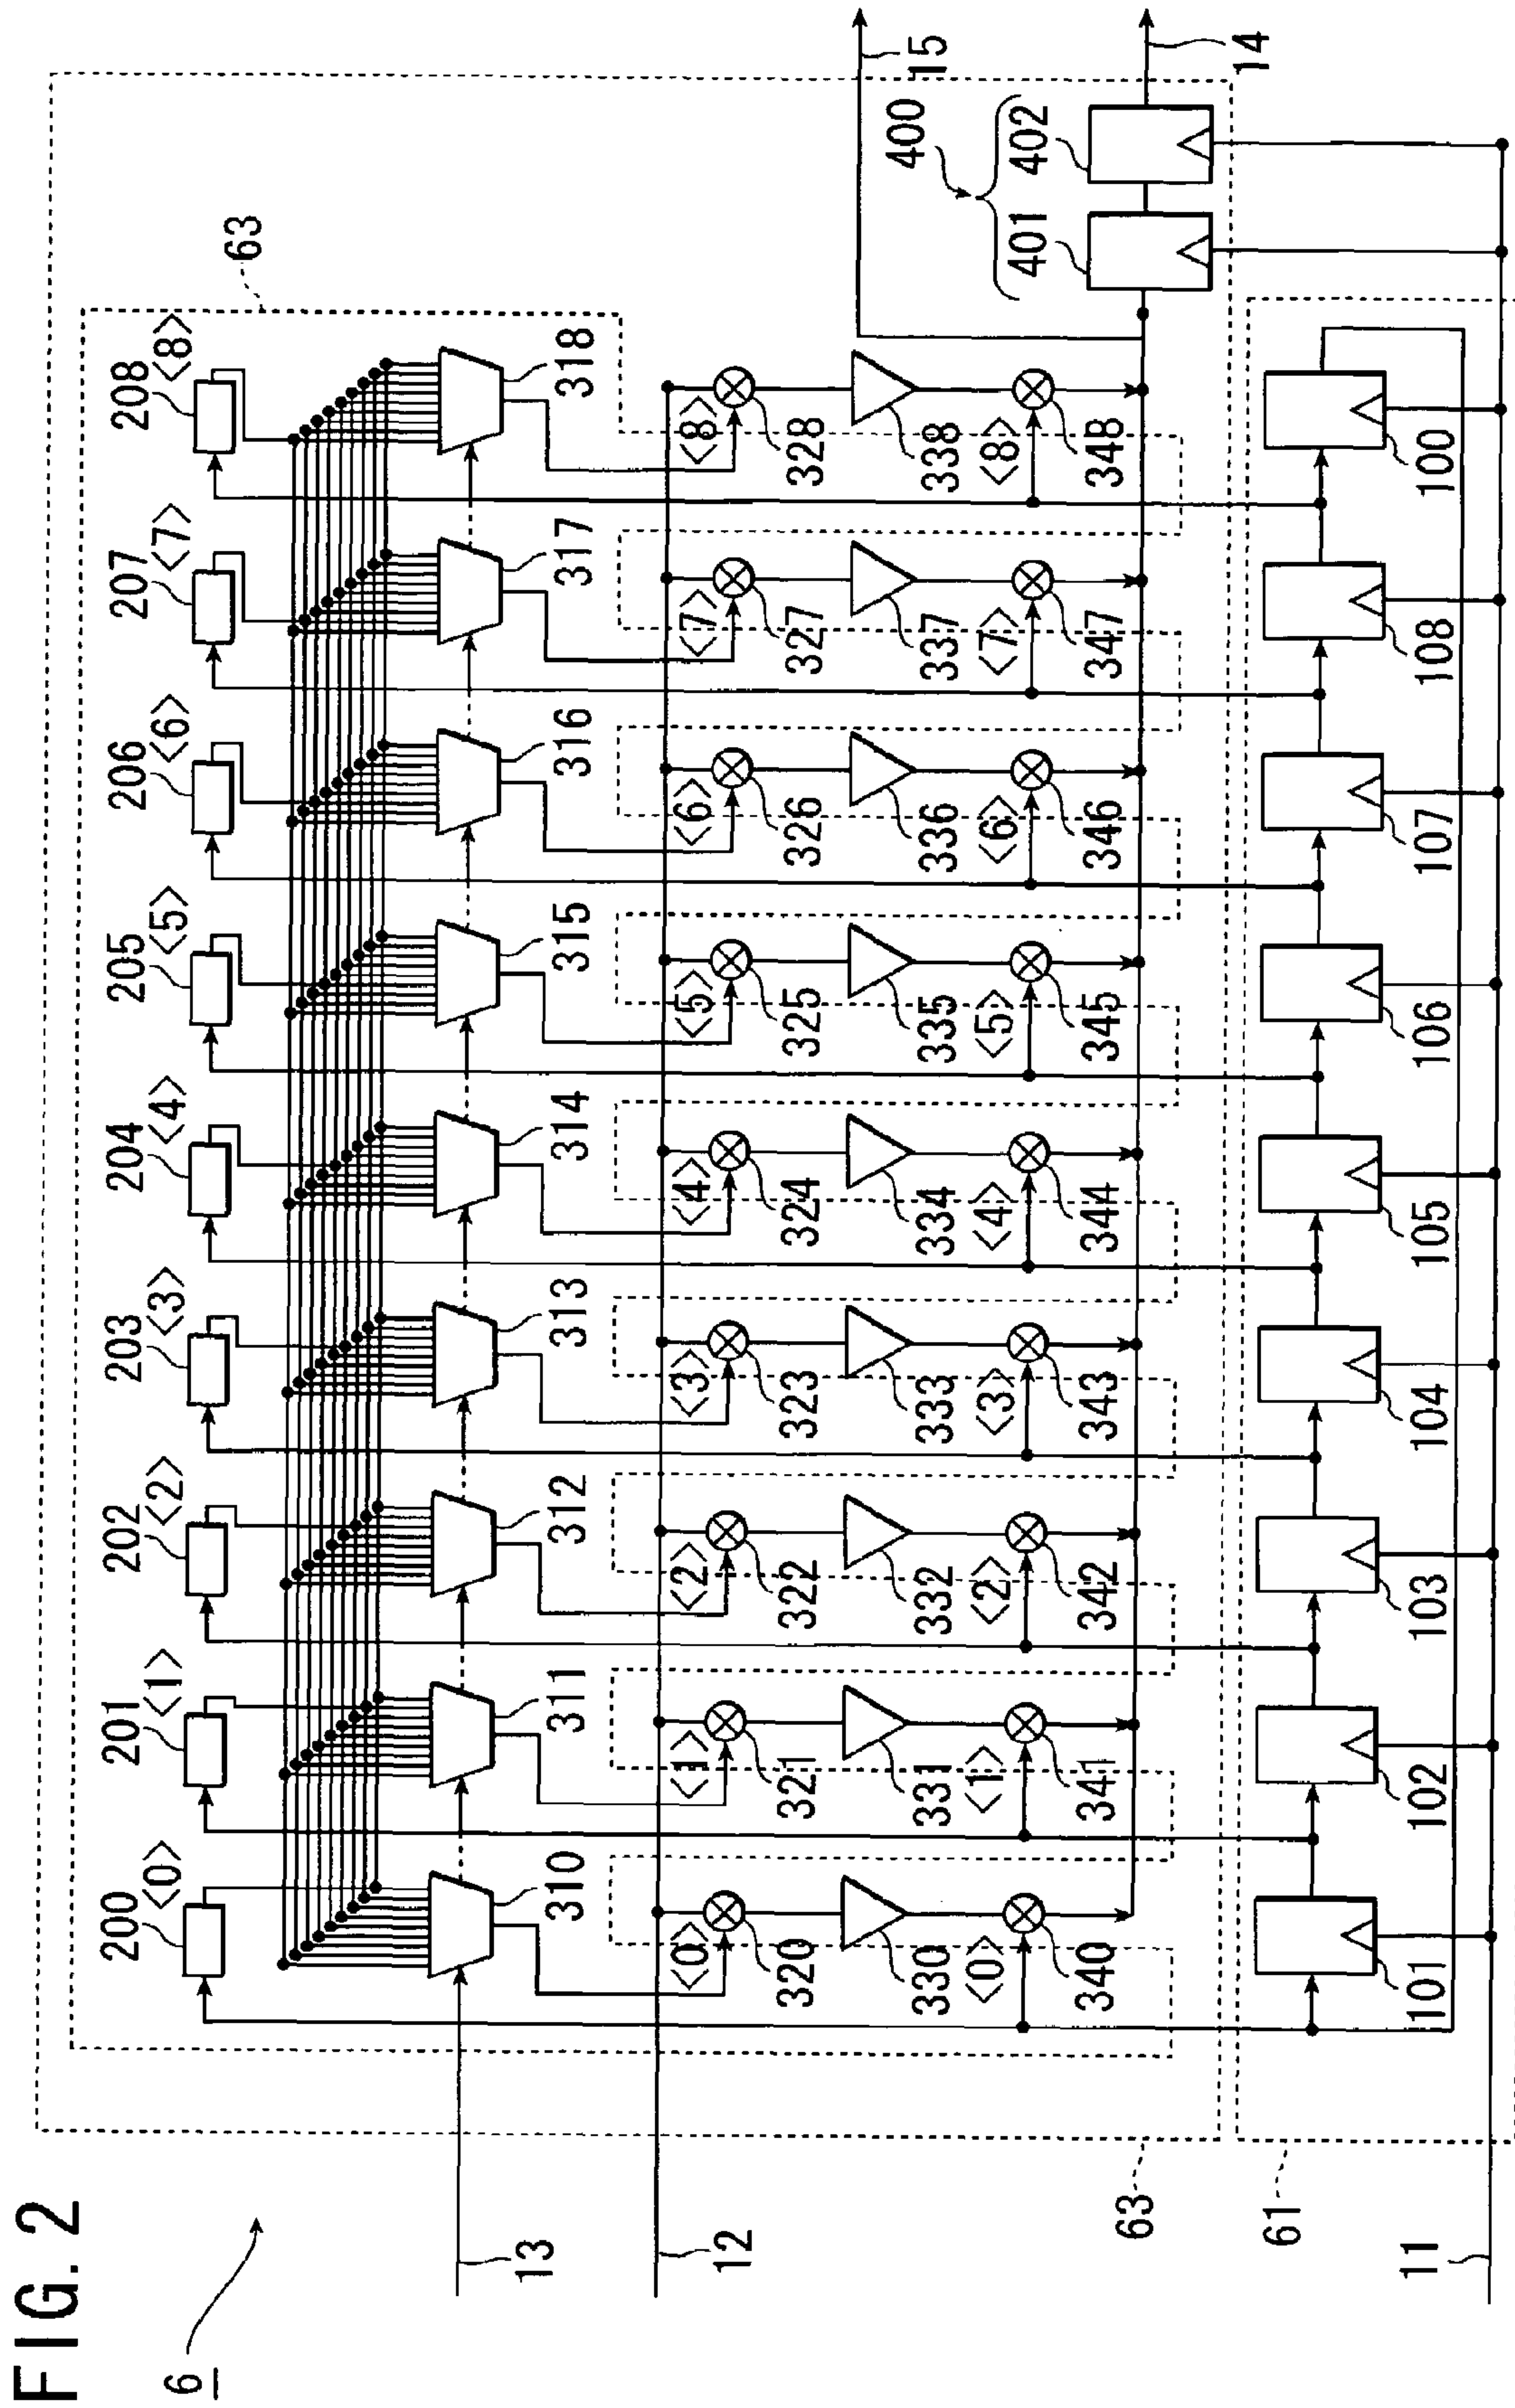 FIG. 2
6
63
200 201 202 203 204 205 206 207 208
<0> <1> <2> <3> <4> <5> <6> <7> <8>
310 311 312 313 314 315 316 317 318
13
<0> <1> <2> <3> <4> <5> <6> <7> <8>
320 321 322 323 324 325 326 327 328
12
330 331 332 333 334 335 336 337 338
15
400
<0> <1> <2> <3> <4> <5> <6> <7> <8>
401 402
340 341 342 343 344 345 346 347 348
63
14
61
101 102 103 104 105 106 107 108 100
11